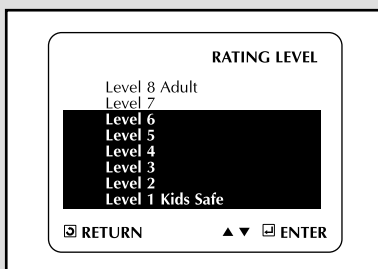 RATING LEVEL
Level 8 Adult
Level 7
Level 6
Level 5
Level 4
Level 3
Level 2
Level 1 Kids Safe
RETURN ▲ ▼ ENTER